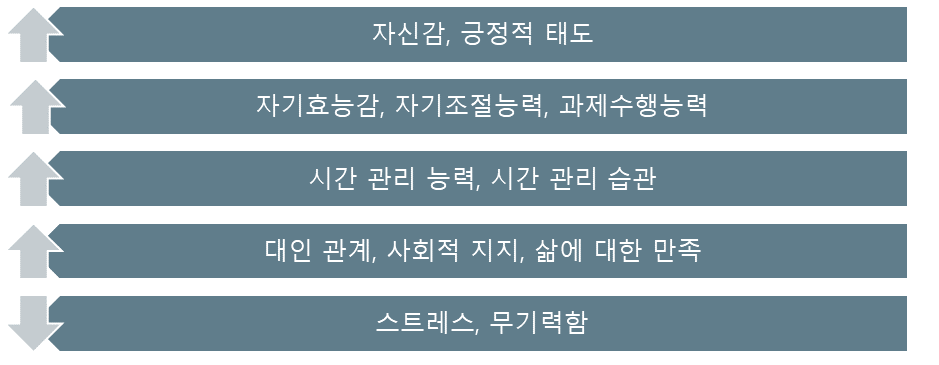 자신감, 긍정적 태도
자기효능감, 자기조절능력, 과제수행능력
시간 관리 능력, 시간 관리 습관
대인 관계, 사회적 지지, 삶에 대한 만족
스트레스, 무기력함